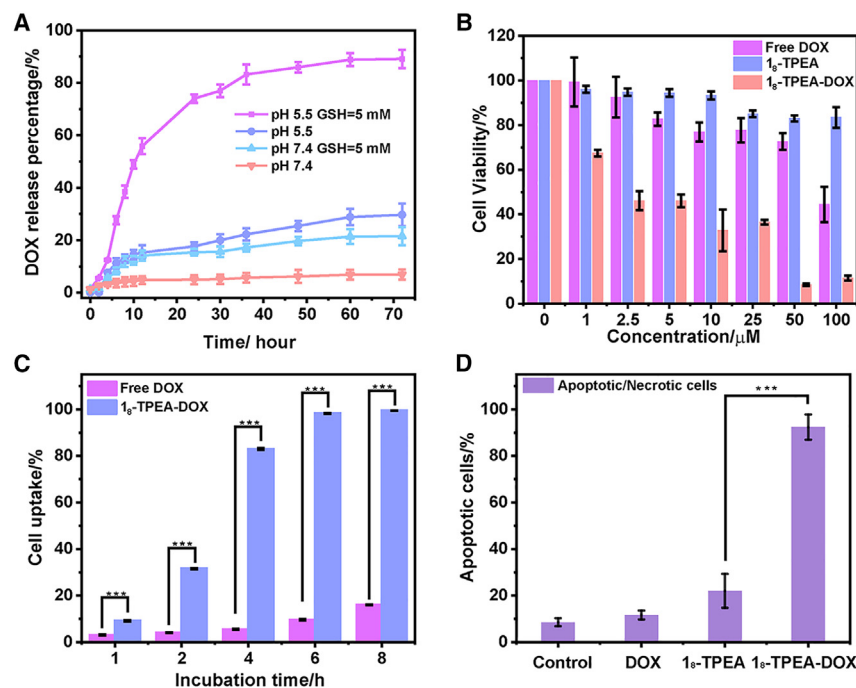 A
DOX release percentage/%
100
90
80
70
60
50
40
30
20
10
0
pH 5.5 GSH=5 mM
pH 5.5
pH 7.4 GSH=5 mM
pH 7.4
0 10 20 30 40 50 60 70
Time/ hour
B
Cell Viability/%
120
100
80
60
40
20
0
Free DOX
1₈-TPEA
1₈-TPEA-DOX
0 1 2.5 5 10 25 50 100
Concentration/μM
C
Cell uptake/%
100
80
60
40
20
0
Free DOX
1₈-TPEA-DOX
***
***
***
***
***
1 2 4 6 8
Incubation time/h
D
Apoptotic cells/%
100
80
60
40
20
0
Apoptotic/Necrotic cells
***
Control DOX 1₈-TPEA 1₈-TPEA-DOX